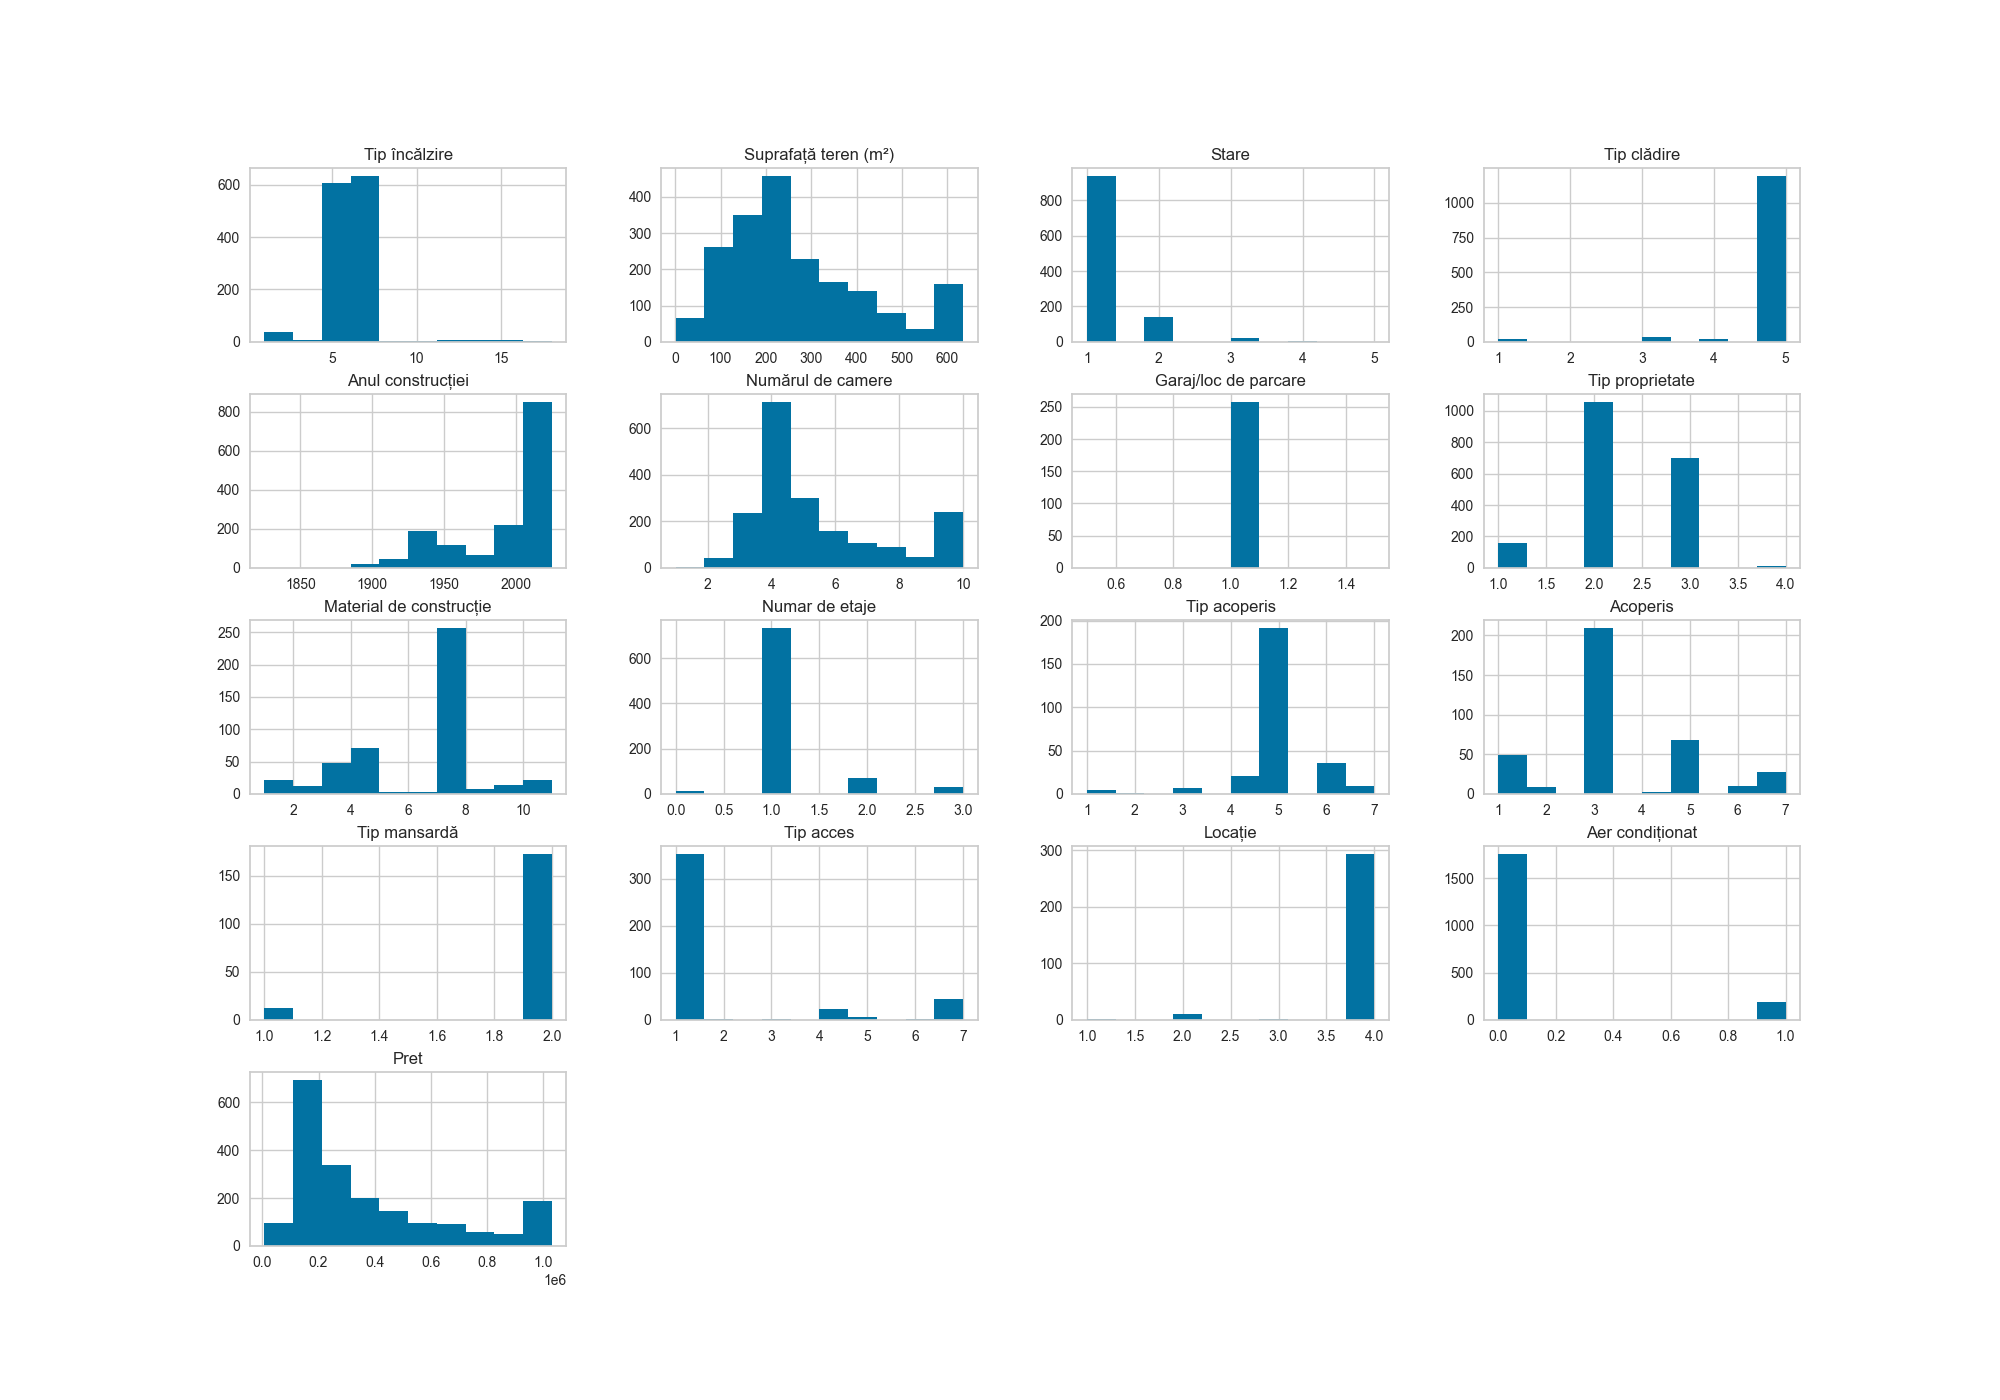 Tip încălzire
600
400
200
0
5 10 15
Suprafață teren (m²)
400
300
200
100
0
0 100 200 300 400 500 600
Stare
800
600
400
200
0
1 2 3 4 5
Tip clădire
1000
750
500
250
0
1 2 3 4 5
Anul construcției
800
600
400
200
0
1850 1900 1950 2000
Numărul de camere
600
400
200
0
2 4 6 8 10
Garaj/loc de parcare
250
200
150
100
50
0
0.6 0.8 1.0 1.2 1.4
Tip proprietate
1000
800
600
400
200
0
1.0 1.5 2.0 2.5 3.0 3.5 4.0
Material de construcție
250
200
150
100
50
0
2 4 6 8 10
Numar de etaje
600
400
200
0
0.0 0.5 1.0 1.5 2.0 2.5 3.0
Tip acoperis
200
150
100
50
0
1 2 3 4 5 6 7
Acoperis
200
150
100
50
0
1 2 3 4 5 6 7
Tip mansardă
150
100
50
0
1.0 1.2 1.4 1.6 1.8 2.0
Tip acces
300
200
100
0
1 2 3 4 5 6 7
Locație
300
200
100
0
1.0 1.5 2.0 2.5 3.0 3.5 4.0
Aer condiționat
1500
1000
500
0
0.0 0.2 0.4 0.6 0.8 1.0
Pret
600
400
200
0
0.0 0.2 0.4 0.6 0.8 1.0
1e6